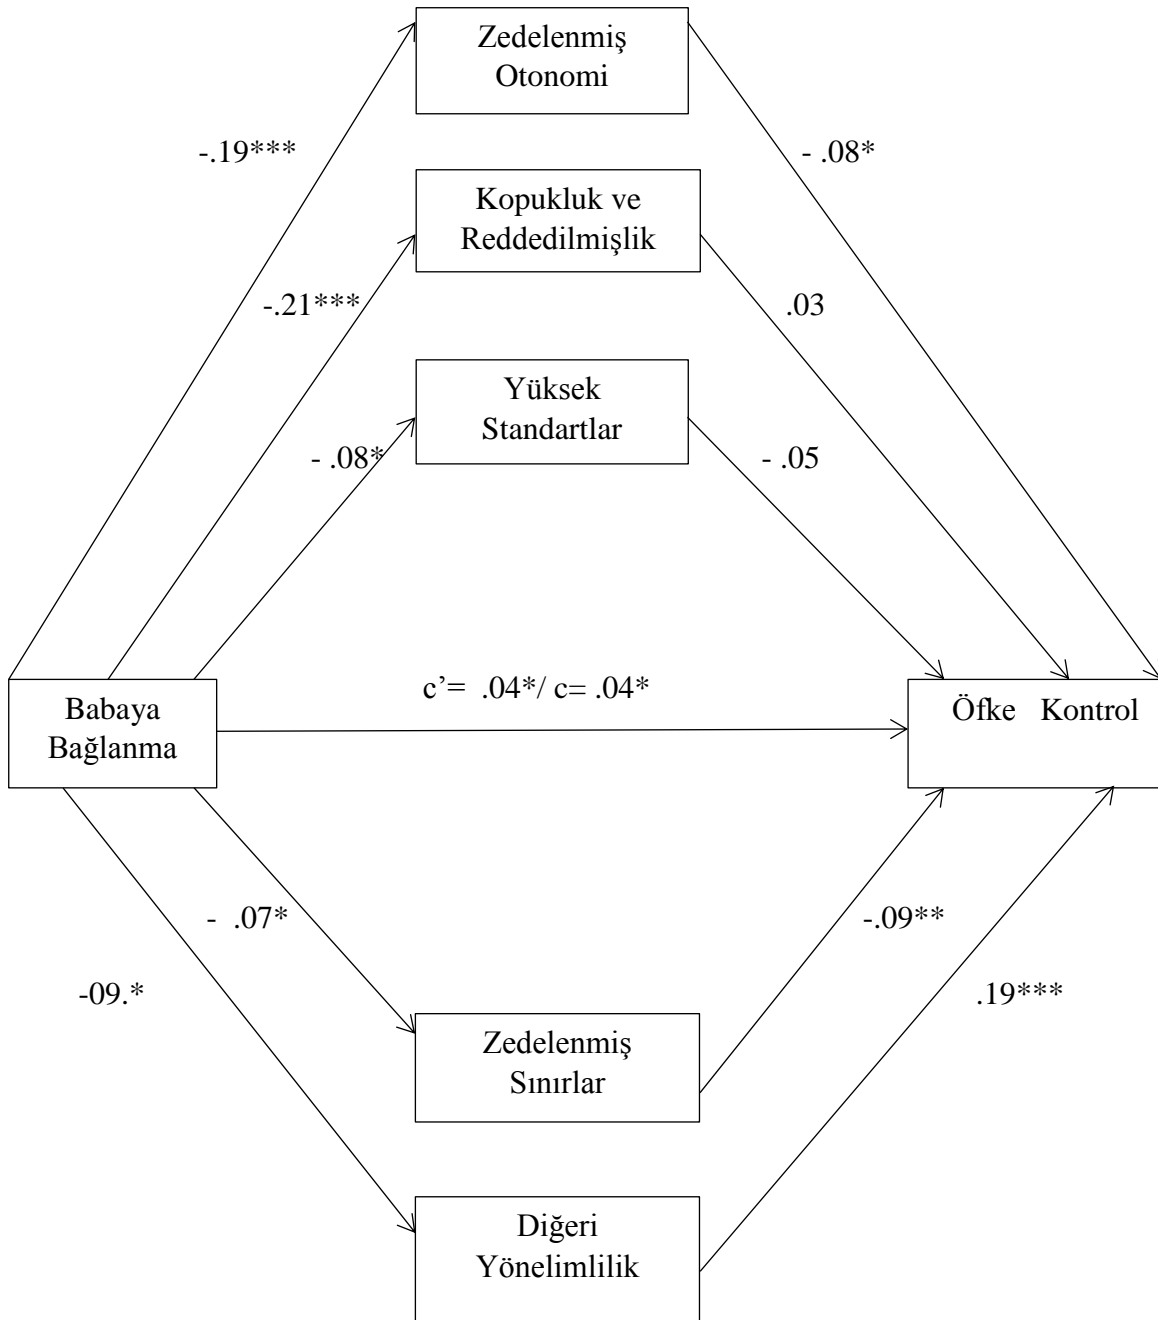 Zedelenmiş
Otonomi
-.19***
- .08*
Kopukluk ve
Reddedilmişlik
-.21***
.03
Yüksek
Standartlar
- .08*
- .05
c’= .04*/ c= .04*
Babaya
Bağlanma
Öfke Kontrol
- .07*
-.09**
-09.*
.19***
Zedelenmiş
Sınırlar
Diğeri
Yönelimlilik